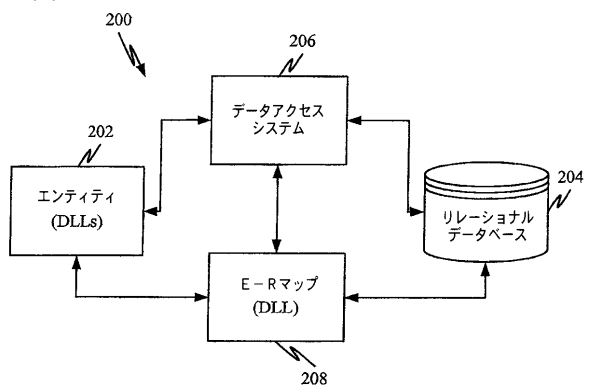 200
206
データアクセス
システム
202
エンティティ
(DLLs)
204
リレーショナル
データベース
E-Rマップ
(DLL)
208